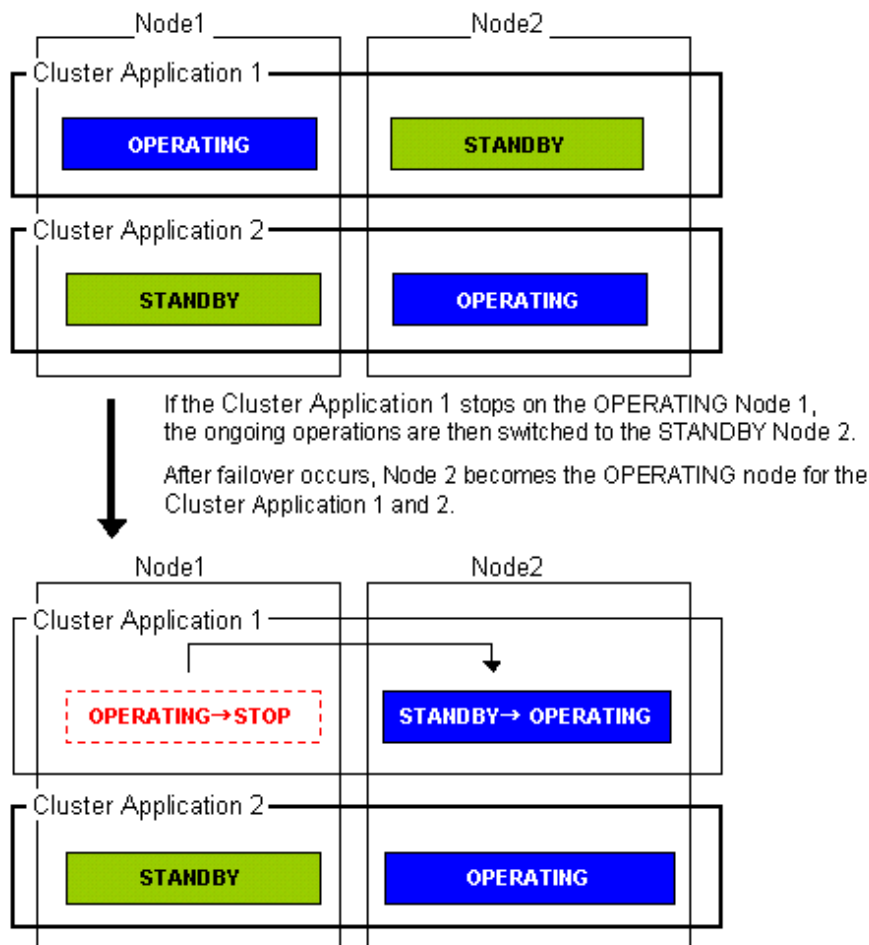 Node1 Node2
Cluster Application 1
OPERATING STANDBY
Cluster Application 2
STANDBY OPERATING
If the Cluster Application 1 stops on the OPERATING Node 1,
the ongoing operations are then switched to the STANDBY Node 2.
After failover occurs, Node 2 becomes the OPERATING node for the
Cluster Application 1 and 2.
Node1 Node2
Cluster Application 1
OPERATING→STOP STANDBY→ OPERATING
Cluster Application 2
STANDBY OPERATING